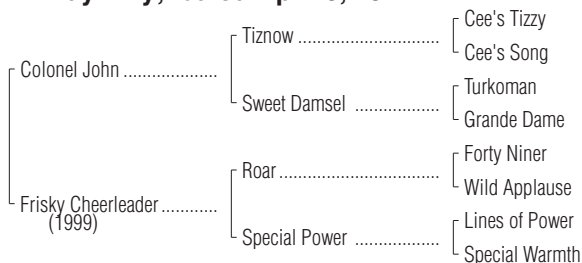 Colonel John ....................
Frisky Cheerleader ............
(1999)
Tiznow ..................................
Sweet Damsel ....................
Roar ......................................
Special Power ....................
Cee's Tizzy
Cee's Song
Turkoman
Grande Dame
Forty Niner
Wild Applause
Lines of Power
Special Warmth